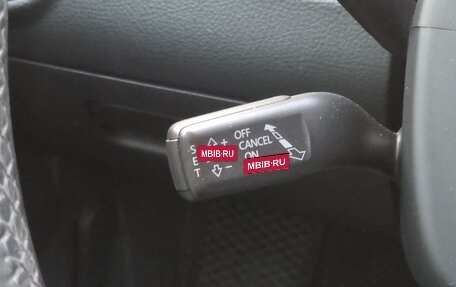 SET
+
-
OFF
CANCEL
ON
MBIB.RU
MBIB.RU